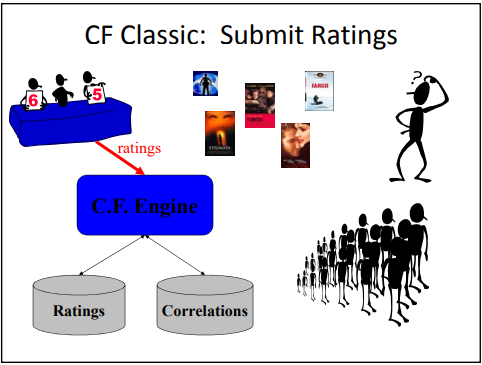 CF Classic: Submit Ratings
6
5
?
FARGO
ratings
C.F. Engine
Ratings
Correlations